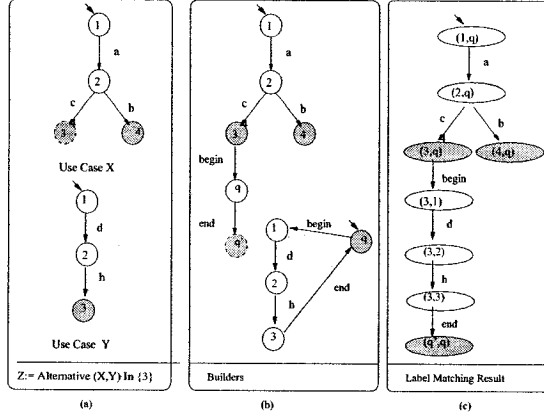 1
a
2
c
b
3
4
Use Case X
1
d
2
h
3
Use Case Y
Z:= Alternative (X,Y) In {3}
(a)
1
a
2
c
b
3
4
begin
q
end
q'
1
begin
q
d
2
h
end
3
Builders
(b)
(1,q)
a
(2,q)
c
b
(3,q)
(4,q)
begin
(3,1)
d
(3,2)
h
(3,3)
end
(q',q)
Label Matching Result
(c)